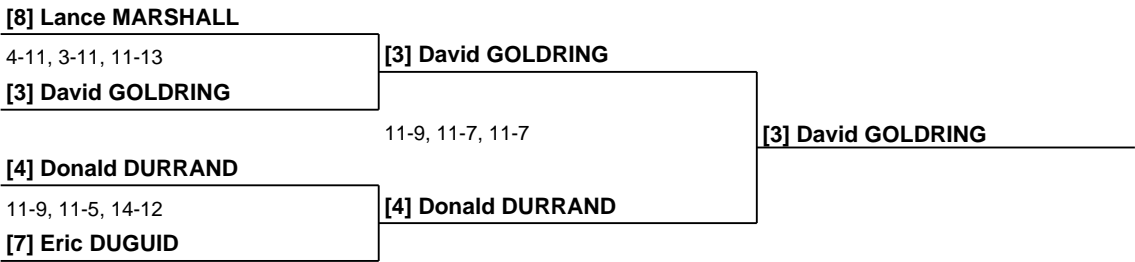 [8] Lance MARSHALL
4-11, 3-11, 11-13
[3] David GOLDRING
[3] David GOLDRING
11-9, 11-7, 11-7
[3] David GOLDRING
[4] Donald DURRAND
11-9, 11-5, 14-12
[4] Donald DURRAND
[7] Eric DUGUID